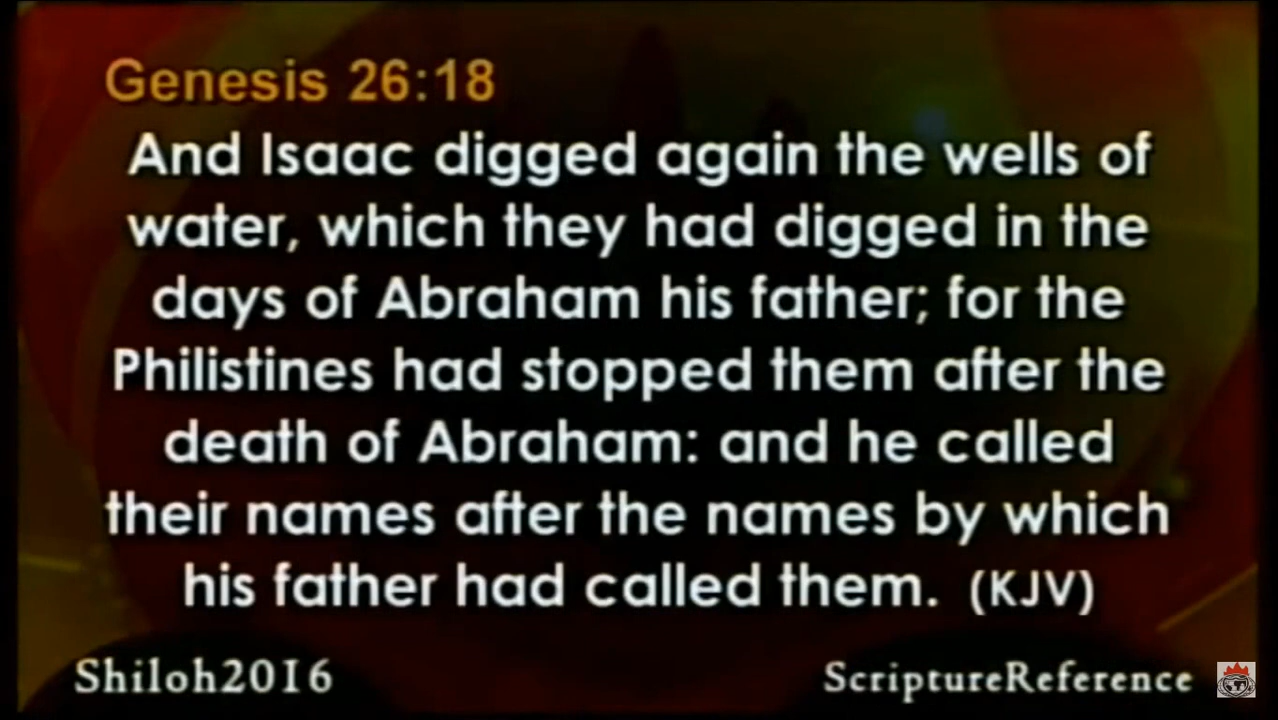 Genesis 26:18
And Isaac digged again the wells of
water, which they had digged in the
days of Abraham his father; for the
Philistines had stopped them after the
death of Abraham: and he called
their names after the names by which
his father had called them. (KJV)
Shiloh2016
ScriptureReference